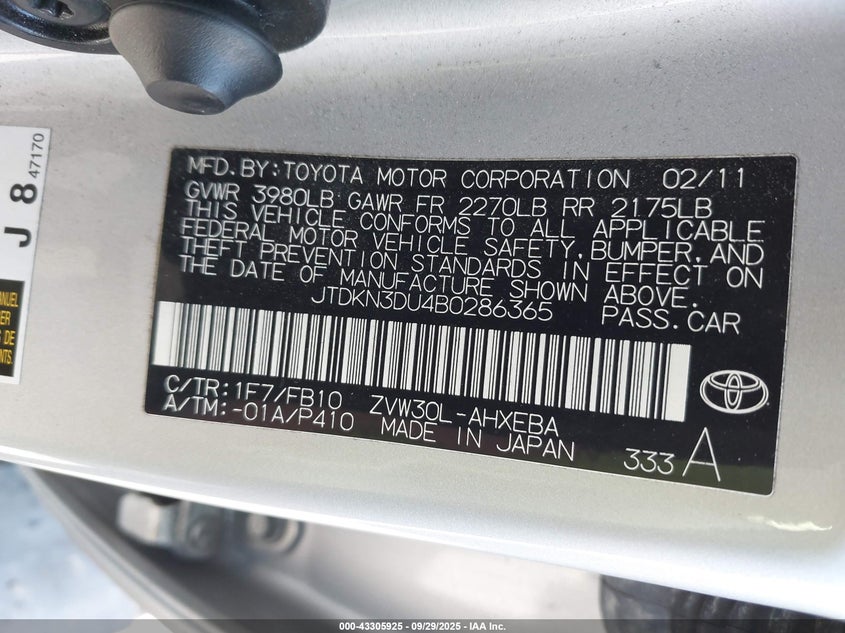 MFD.BY:TOYOTA MOTOR CORPORATION 02/11
GVWR 3980LB GAWR FR 2270LB RR 2175LB
THIS VEHICLE CONFORMS TO ALL APPLICABLE
FEDERAL MOTOR VEHICLE SAFETY,BUMPER,AND
THEFT PREVENTION STANDARDS IN EFFECT ON
THE DATE OF MANUFACTURE SHOWN ABOVE.
JTDKN3DU4B0286365 PASS.CAR
C/TR:1F7/FB10 ZVW30L-AHXEBA
A/TM:-01A/P410 MADE IN JAPAN 333A
J 8 47170
DE
NTS.
000-43305925 - 09/29/2025 - IAA Inc.